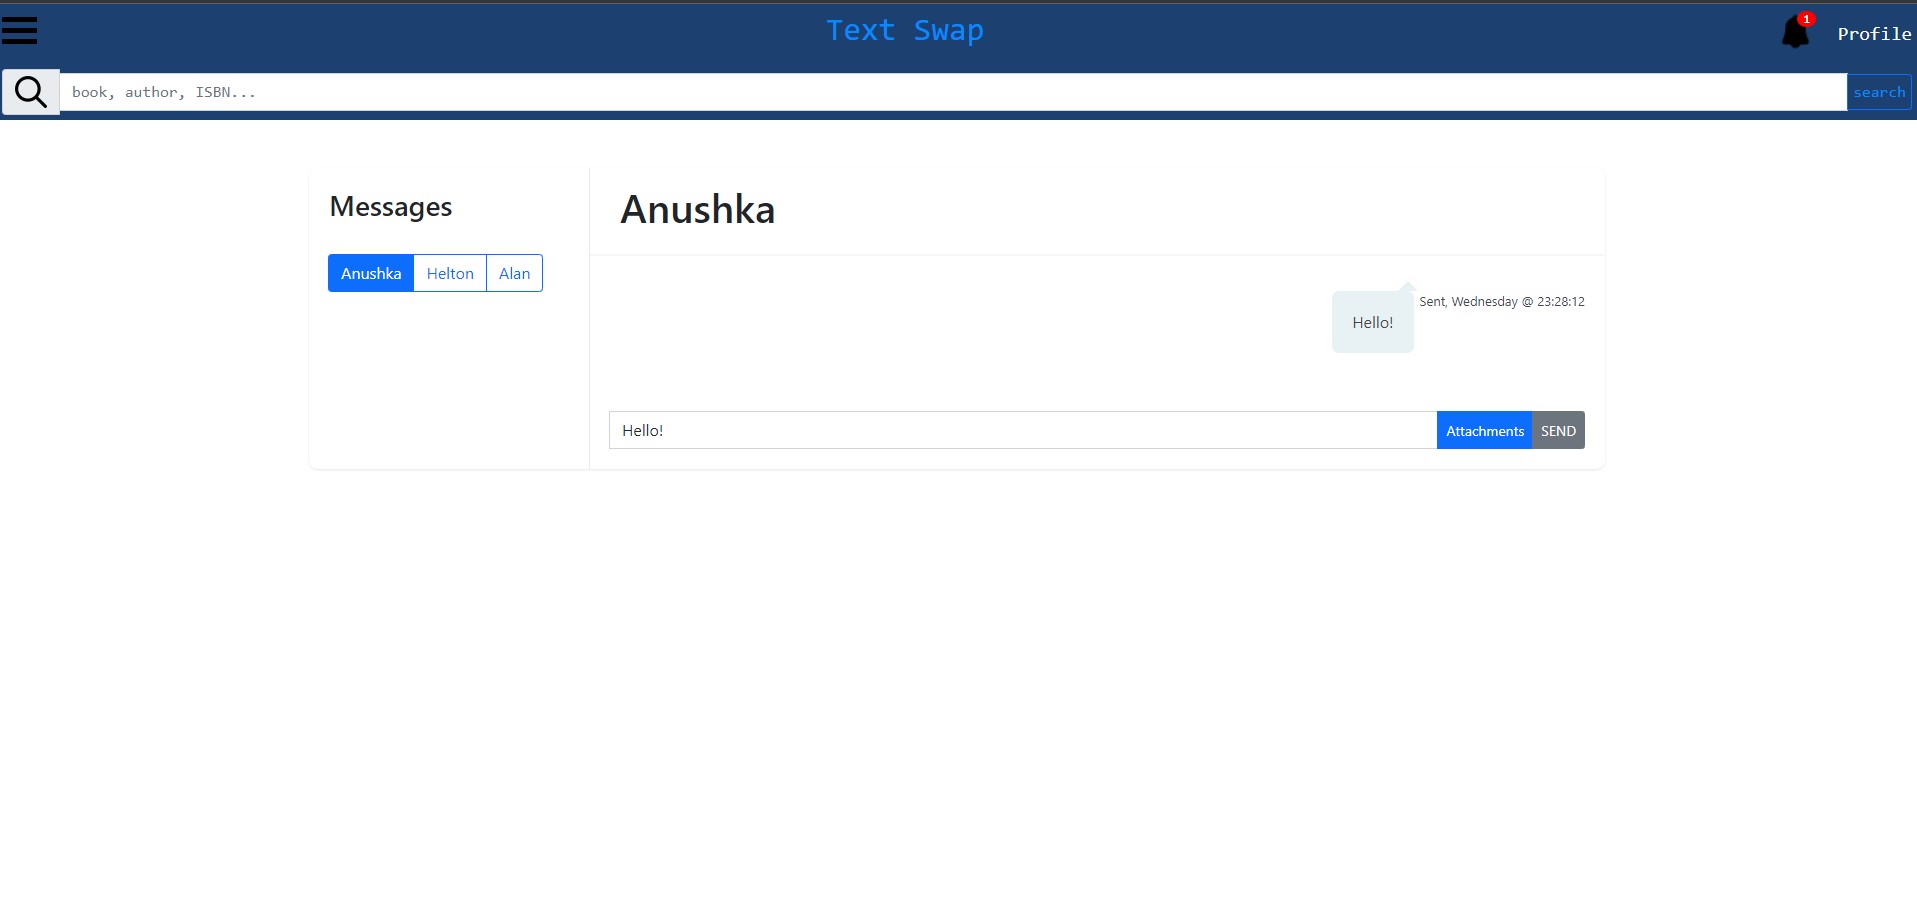 Text Swap
1
Profile
book, author, ISBN...
search
Messages
Anushka
Helton
Alan
Anushka
Sent, Wednesday @ 23:28:12
Hello!
Hello!
Attachments
SEND